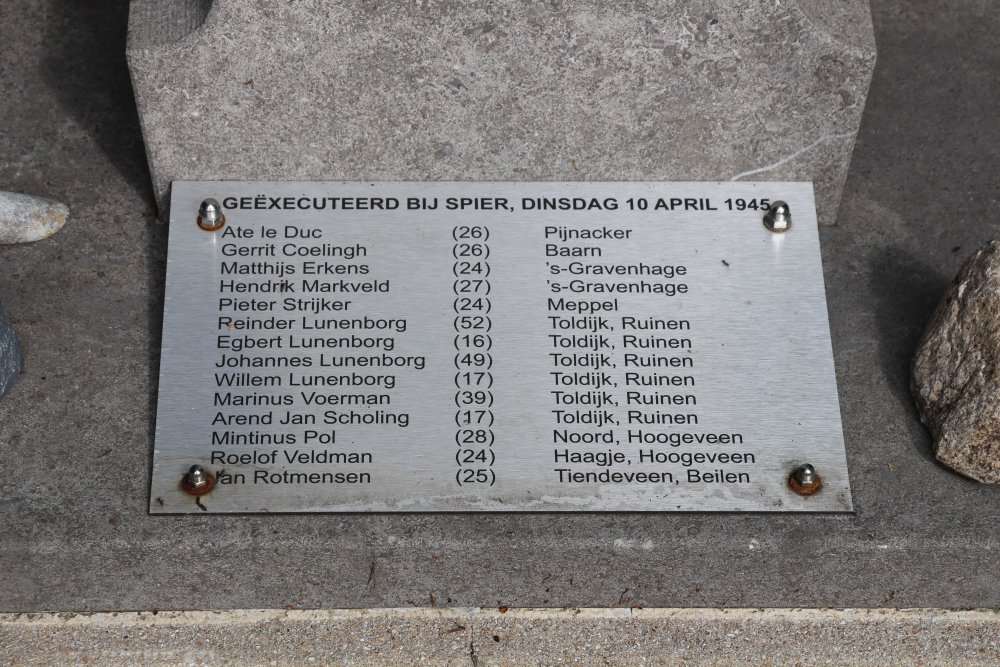 GEËXECUTEERD BIJ SPIER, DINSDAG 10 APRIL 1945
Ate le Duc (26) Pijnacker
Gerrit Coelingh (26) Baarn
Matthijs Erkens (24) 's-Gravenhage
Hendrik Markveld (27) 's-Gravenhage
Pieter Strijker (24) Meppel
Reinder Lunenborg (52) Toldijk, Ruinen
Egbert Lunenborg (16) Toldijk, Ruinen
Johannes Lunenborg (49) Toldijk, Ruinen
Willem Lunenborg (17) Toldijk, Ruinen
Marinus Voerman (39) Toldijk, Ruinen
Arend Jan Scholing (17) Toldijk, Ruinen
Mintinus Pol (28) Noord, Hoogeveen
Roelof Veldman (24) Haagje, Hoogeveen
Rotmensen (25) Tiendeveen, Beilen